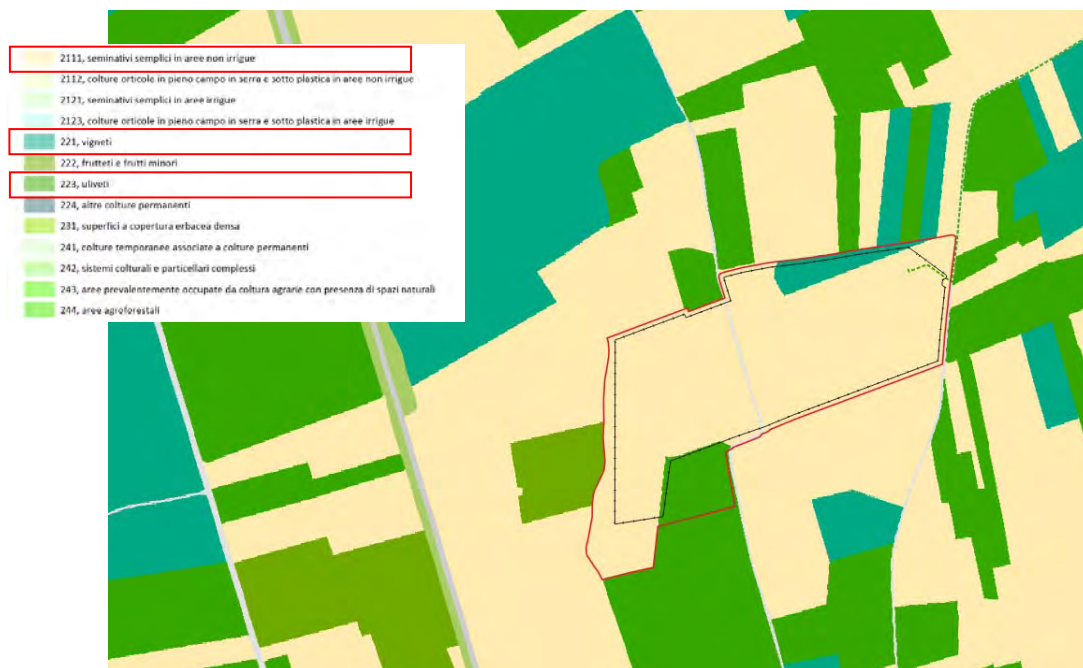 2111, seminativi semplici in aree non irrigue
2112, colture orticole in pieno campo in serra e sotto plastica in aree non irrigue
2121, seminativi semplici in aree irrigue
2123, colture orticole in pieno campo in serra e sotto plastica in aree irrigue
221, vigneti
222, frutteti e frutti minori
223, uliveti
224, altre colture permanenti
231, superfici a copertura erbacea densa
241, colture temporanee associate a colture permanenti
242, sistemi colturali e particellari complessi
243, aree prevalentemente occupate da coltura agrarie con presenza di spazi naturali
244, aree agroforestali